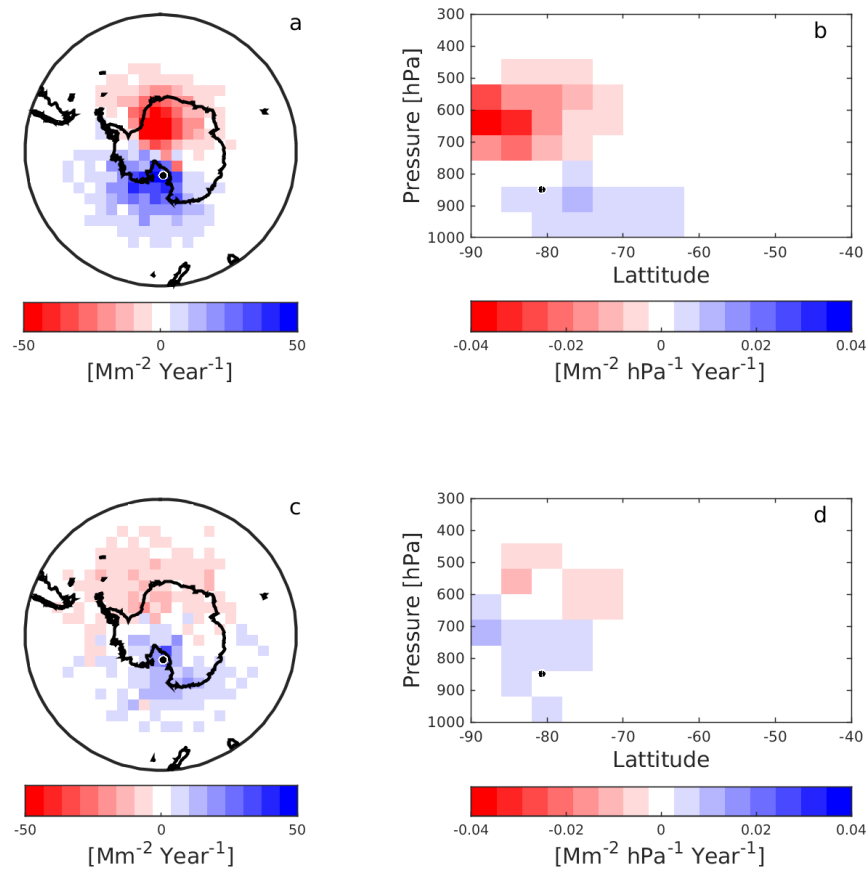 a
-50 0 50
[Mm-2 Year-1]
b
300
400
500
600
700
800
900
1000
Pressure [hPa]
-90 -80 -70 -60 -50 -40
Lattitude
-0.04 -0.02 0 0.02 0.04
[Mm-2 hPa-1 Year-1]
c
-50 0 50
[Mm-2 Year-1]
d
300
400
500
600
700
800
900
1000
Pressure [hPa]
-90 -80 -70 -60 -50 -40
Lattitude
-0.04 -0.02 0 0.02 0.04
[Mm-2 hPa-1 Year-1]